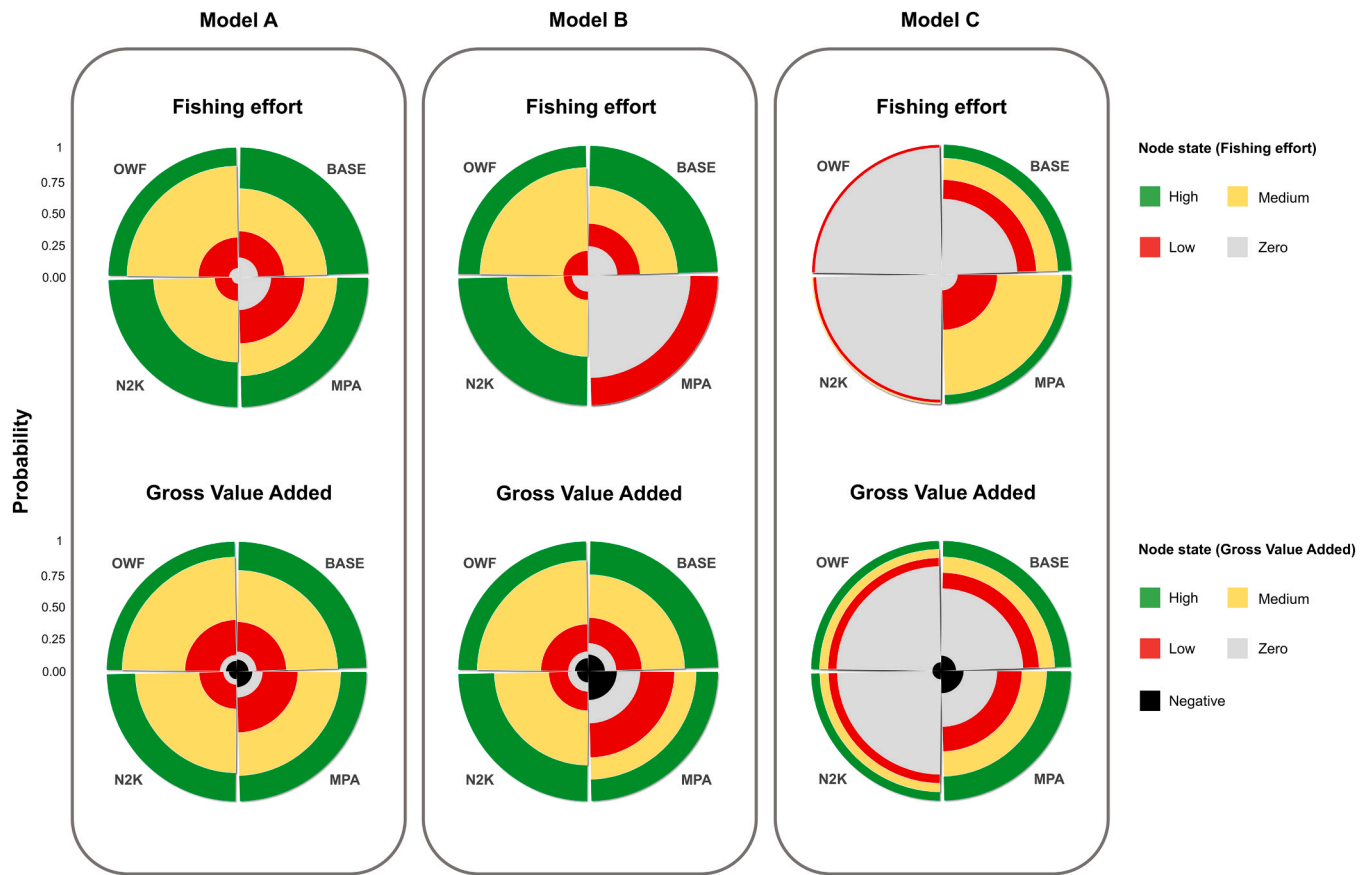 Model A
Model B
Model C
Fishing effort
Fishing effort
Fishing effort
1
0.75
0.50
0.25
0.00
OWF
BASE
N2K
MPA
OWF
BASE
N2K
MPA
OWF
BASE
N2K
MPA
Node state (Fishing effort)
High
Medium
Low
Zero
Probability
Gross Value Added
Gross Value Added
Gross Value Added
1
0.75
0.50
0.25
0.00
OWF
BASE
N2K
MPA
OWF
BASE
N2K
MPA
OWF
BASE
N2K
MPA
Node state (Gross Value Added)
High
Medium
Low
Zero
Negative